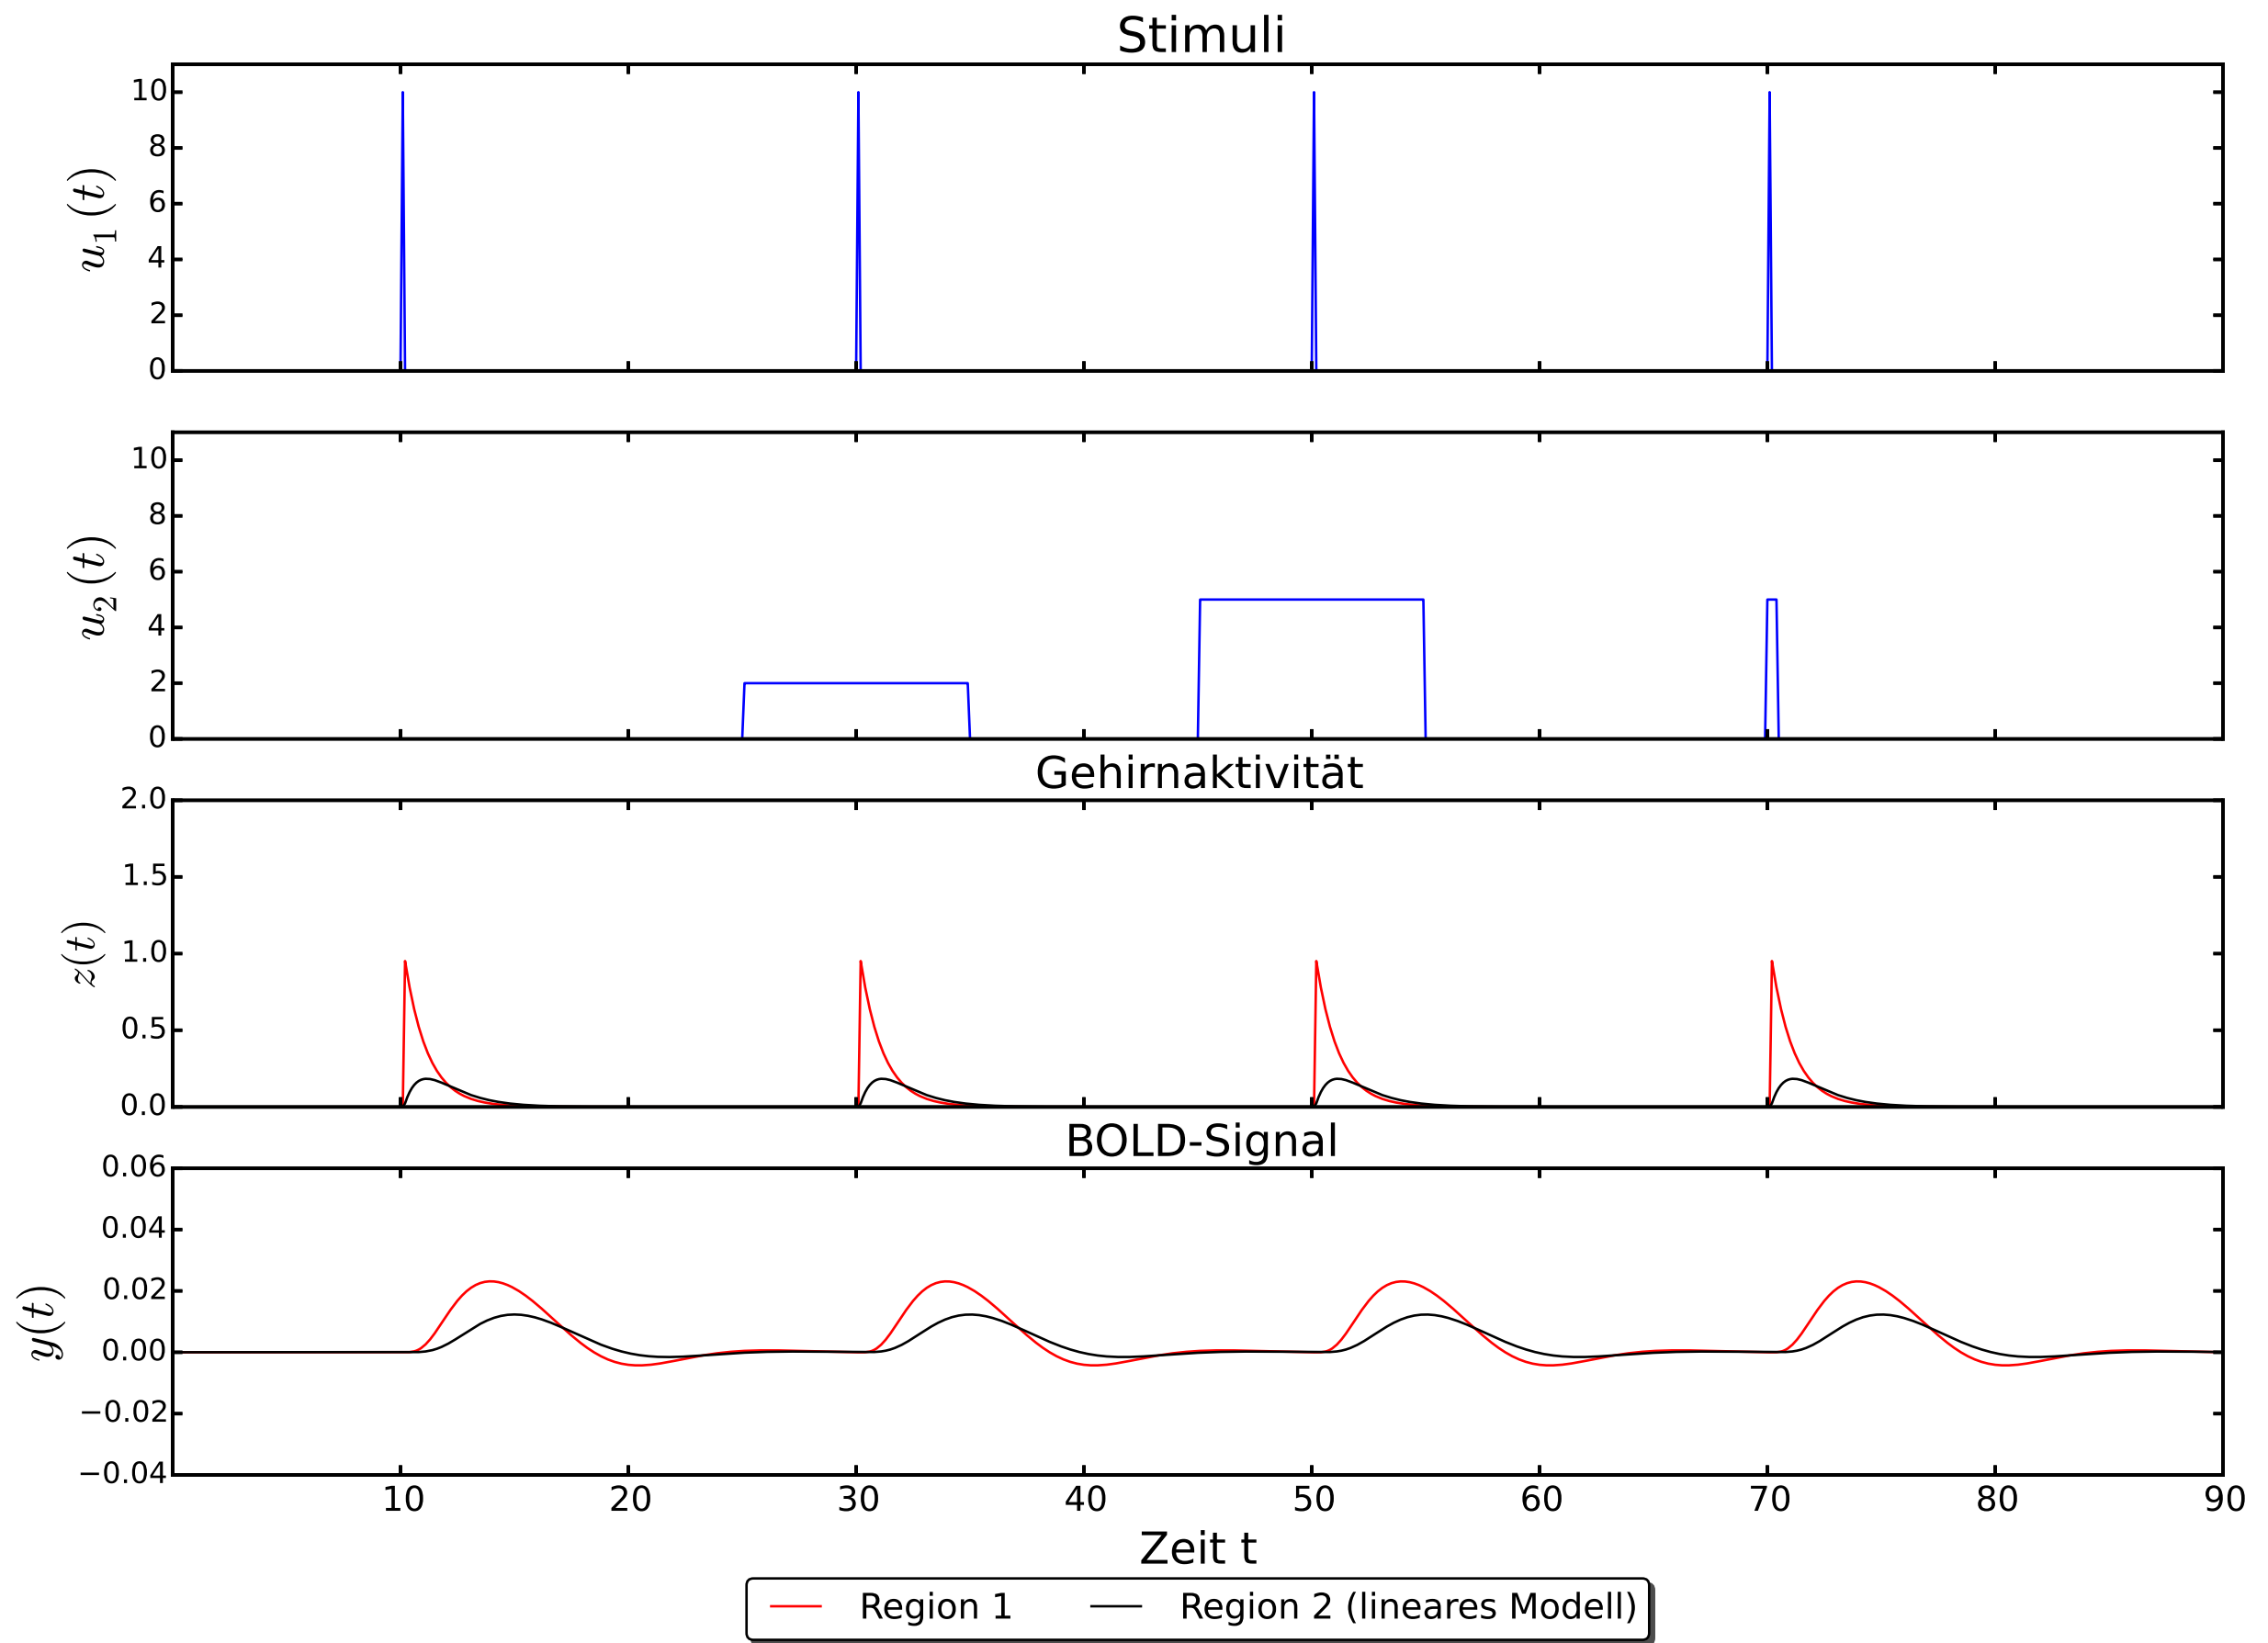 Stimuli
10
8
6
4
2
0
u₁(t)
10
8
6
4
2
0
u₂(t)
Gehirnaktivität
2.0
1.5
1.0
0.5
0.0
z(t)
BOLD-Signal
0.06
0.04
0.02
0.00
−0.02
−0.04
y(t)
10 20 30 40 50 60 70 80 90
Zeit t
Region 1 Region 2 (lineares Modell)